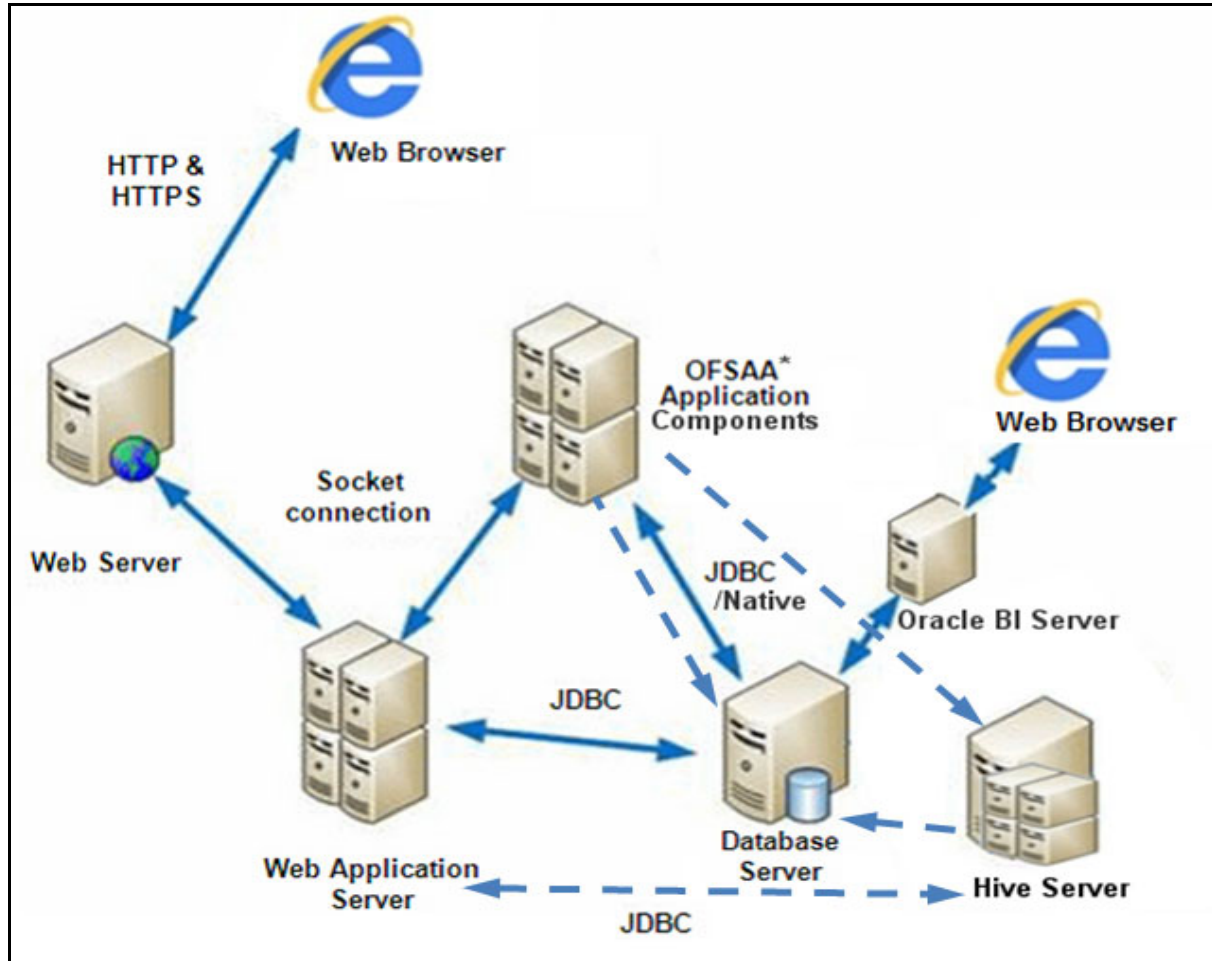 Web Browser
HTTP &
HTTPS
OFSAA*
Application
Components
Web Browser
Socket
connection
Web Server
JDBC
/Native
Oracle BI Server
JDBC
Database
Server
Web Application
Server
Hive Server
JDBC